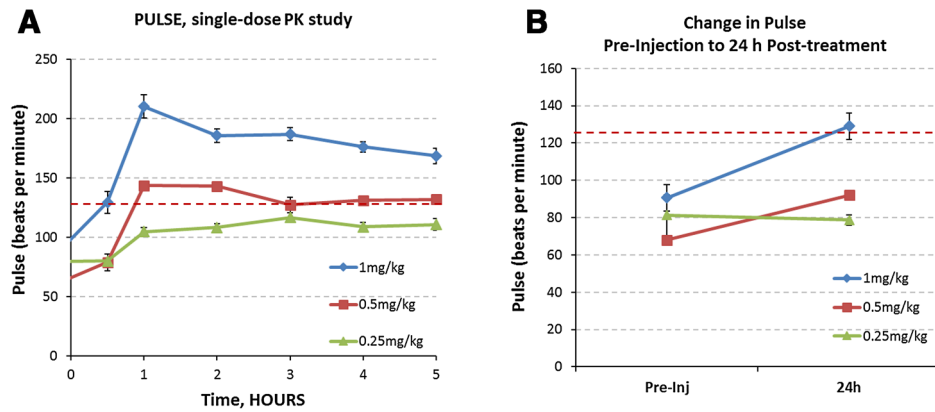 A
PULSE, single-dose PK study
Pulse (beats per minute)
250
200
150
100
50
0
0
1
2
3
4
5
Time, HOURS
1mg/kg
0.5mg/kg
0.25mg/kg
B
Change in Pulse
Pre-Injection to 24 h Post-treatment
Pulse (beats per minute)
160
140
120
100
80
60
40
20
0
Pre-Inj
24h
1mg/kg
0.5mg/kg
0.25mg/kg